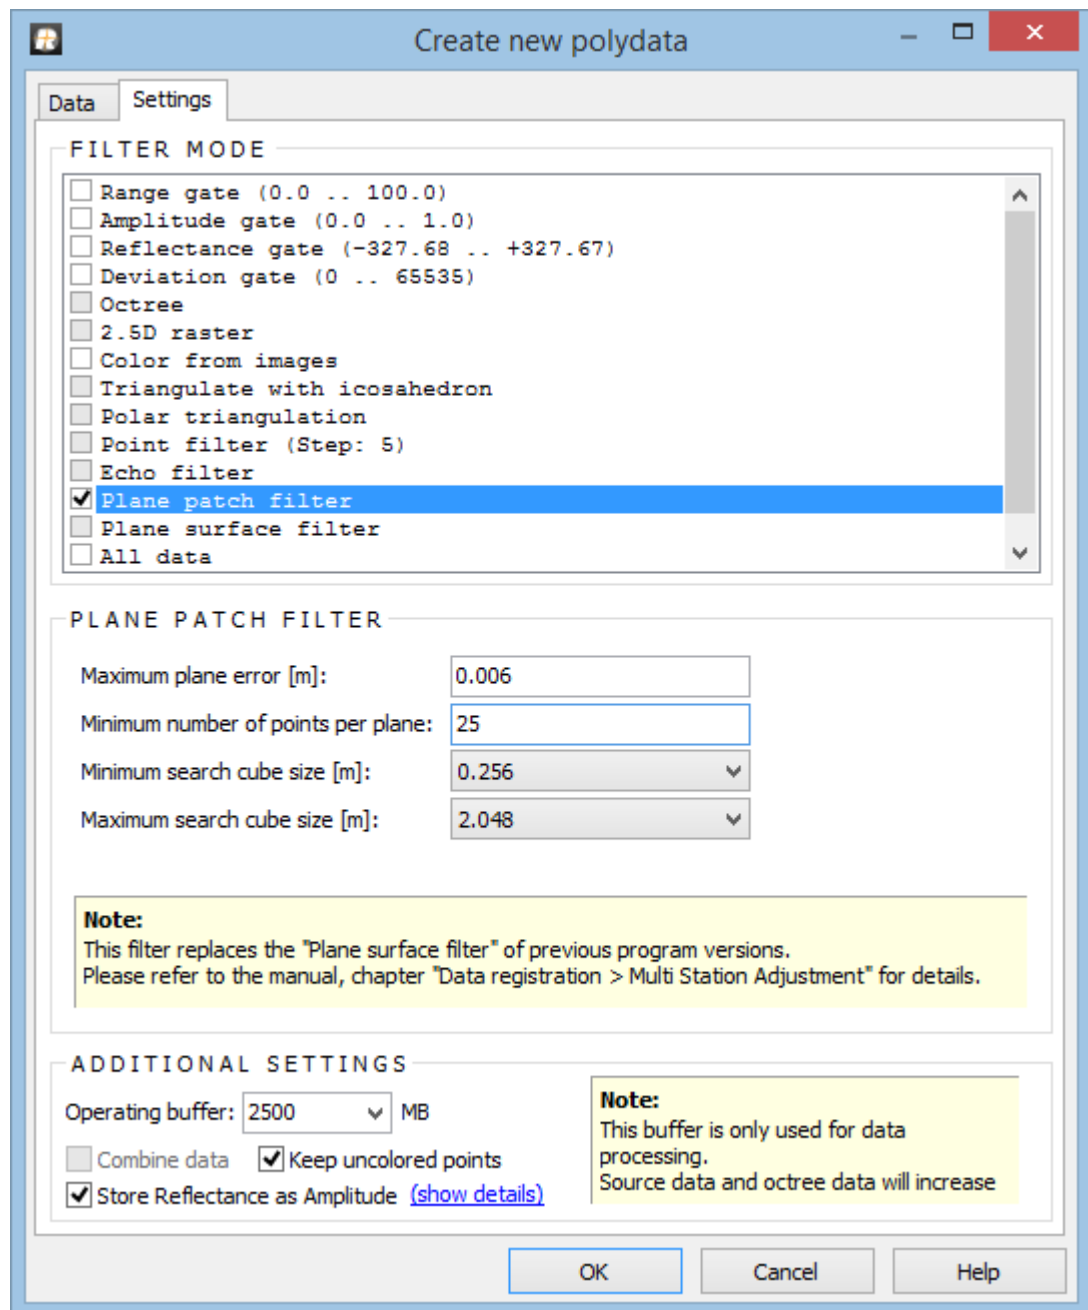 Create new polydata
Data
Settings
FILTER MODE
Range gate (0.0 .. 100.0)
Amplitude gate (0.0 .. 1.0)
Reflectance gate (-327.68 .. +327.67)
Deviation gate (0 .. 65535)
Octree
2.5D raster
Color from images
Triangulate with icosahedron
Polar triangulation
Point filter (Step: 5)
Echo filter
Plane patch filter
Plane surface filter
All data
PLANE PATCH FILTER
Maximum plane error [m]: 0.006
Minimum number of points per plane: 25
Minimum search cube size [m]: 0.256
Maximum search cube size [m]: 2.048
Note:
This filter replaces the "Plane surface filter" of previous program versions.
Please refer to the manual, chapter "Data registration > Multi Station Adjustment" for details.
ADDITIONAL SETTINGS
Operating buffer: 2500 MB
Combine data Keep uncolored points
Store Reflectance as Amplitude (show details)
Note:
This buffer is only used for data
processing.
Source data and octree data will increase
OK
Cancel
Help